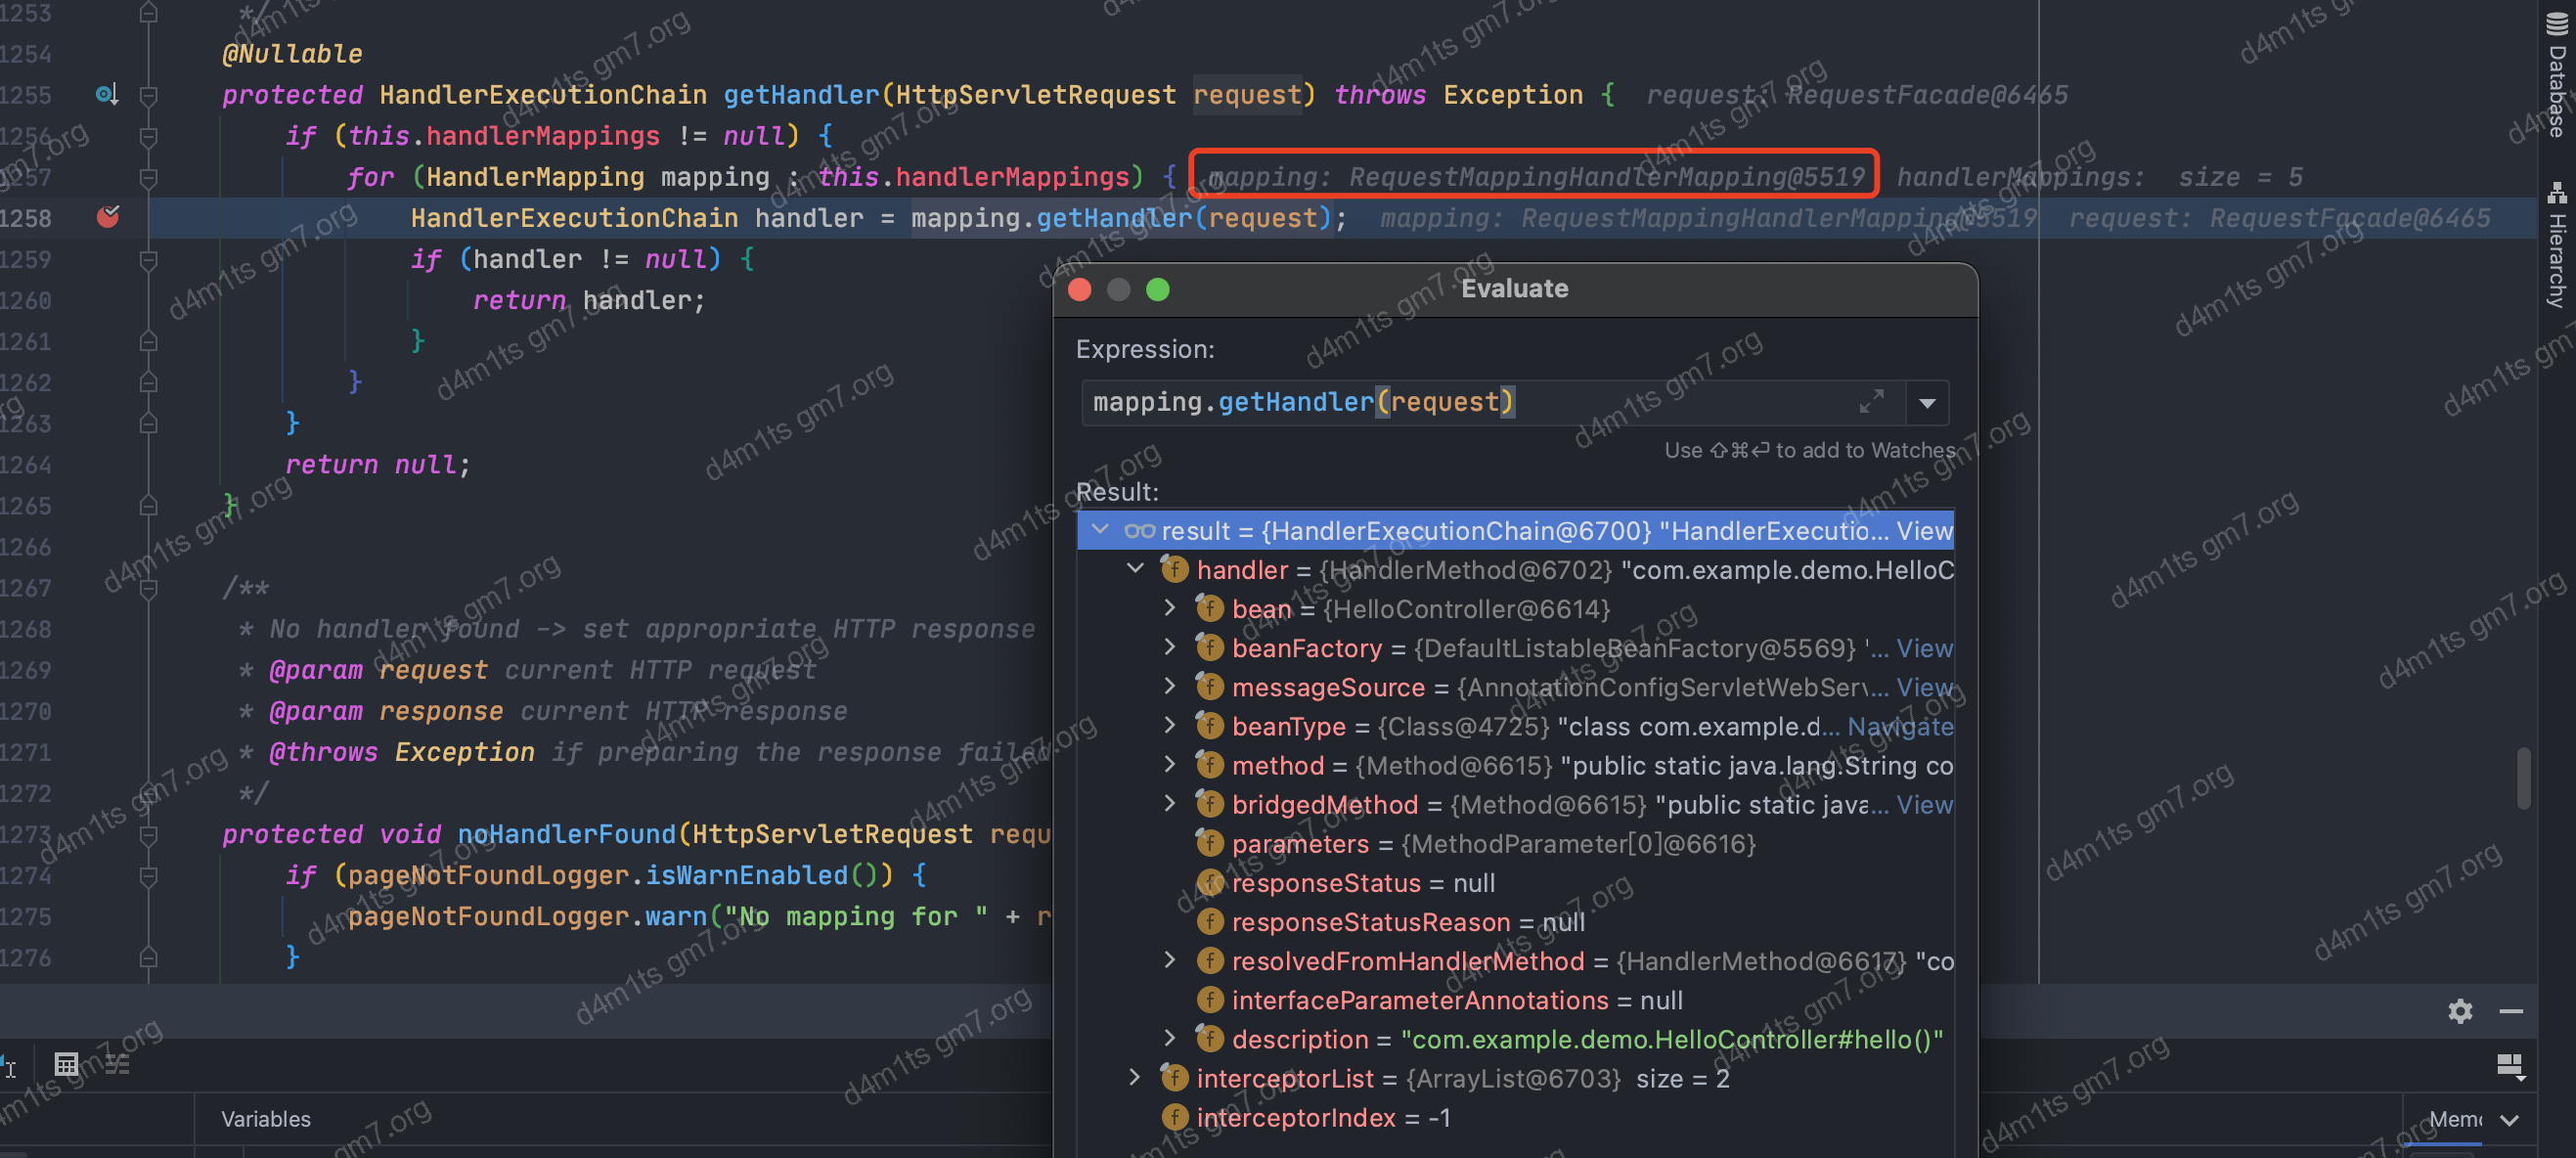 1253 */
1254 @Nullable
1255 protected HandlerExecutionChain getHandler(HttpServletRequest request) throws Exception { request: RequestFacade@6465
1256 if (this.handlerMappings != null) {
1257 for (HandlerMapping mapping : this.handlerMappings) { mapping: RequestMappingHandlerMapping@5519 handlerMappings: size = 5
1258 HandlerExecutionChain handler = mapping.getHandler(request); mapping: RequestMappingHandlerMapping@5519 request: RequestFacade@6465
1259 if (handler != null) {
1260 return handler;
1261 }
1262 }
1263 }
1264 return null;
1265 }
1266
1267 /**
1268 * No handler found -> set appropriate HTTP response
1269 * @param request current HTTP request
1270 * @param response current HTTP response
1271 * @throws Exception if preparing the response failed
1272 */
1273 protected void noHandlerFound(HttpServletRequest requ
1274 if (pageNotFoundLogger.isWarnEnabled()) {
1275 pageNotFoundLogger.warn("No mapping for " + r
1276 }
Variables
Evaluate
Expression:
mapping.getHandler(request)
Use ⇧⌘⏎ to add to Watches
Result:
result = {HandlerExecutionChain@6700} "HandlerExecutio... View
handler = {HandlerMethod@6702} "com.example.demo.HelloC
bean = {HelloController@6614}
beanFactory = {DefaultListableBeanFactory@5569} '... View
messageSource = {AnnotationConfigServletWebServ... View
beanType = {Class@4725} "class com.example.d... Navigate
method = {Method@6615} "public static java.lang.String co
bridgedMethod = {Method@6615} "public static java... View
parameters = {MethodParameter[0]@6616}
responseStatus = null
responseStatusReason = null
resolvedFromHandlerMethod = {HandlerMethod@6617} "co
interfaceParameterAnnotations = null
description = "com.example.demo.HelloController#hello()"
interceptorList = {ArrayList@6703} size = 2
interceptorIndex = -1
Database
Hierarchy
Memo
d4m1ts gm7.org